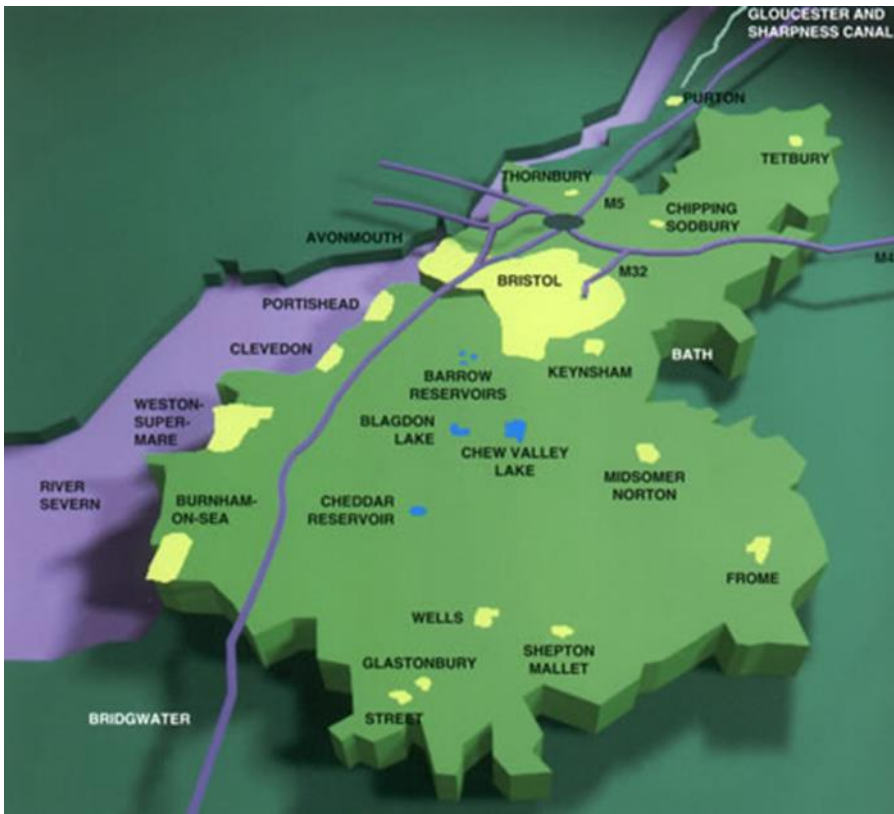 GLOUCESTER AND
SHARPNESS CANAL
PURTON
TETBURY
THORNBURY
M5
CHIPPING
SODBURY
AVONMOUTH
M4
M32
BRISTOL
PORTISHEAD
CLEVEDON
BATH
KEYNSHAM
BARROW
RESERVOIRS
WESTON-
SUPER-
MARE
BLAGDON
LAKE
CHEW VALLEY
LAKE
MIDSOMER
NORTON
RIVER
SEVERN
BURNHAM-
ON-SEA
CHEDDAR
RESERVOIR
FROME
WELLS
SHEPTON
MALLET
GLASTONBURY
STREET
BRIDGWATER